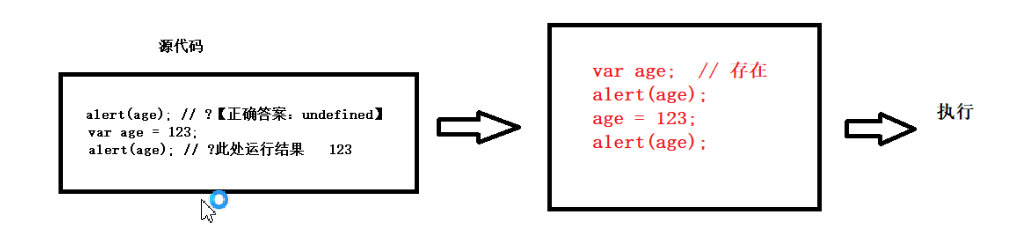 源代码
alert(age); // ?【正确答案：undefined】
var age = 123;
alert(age); // ?此处运行结果 123
var age; // 存在
alert(age);
age = 123;
alert(age);
执行